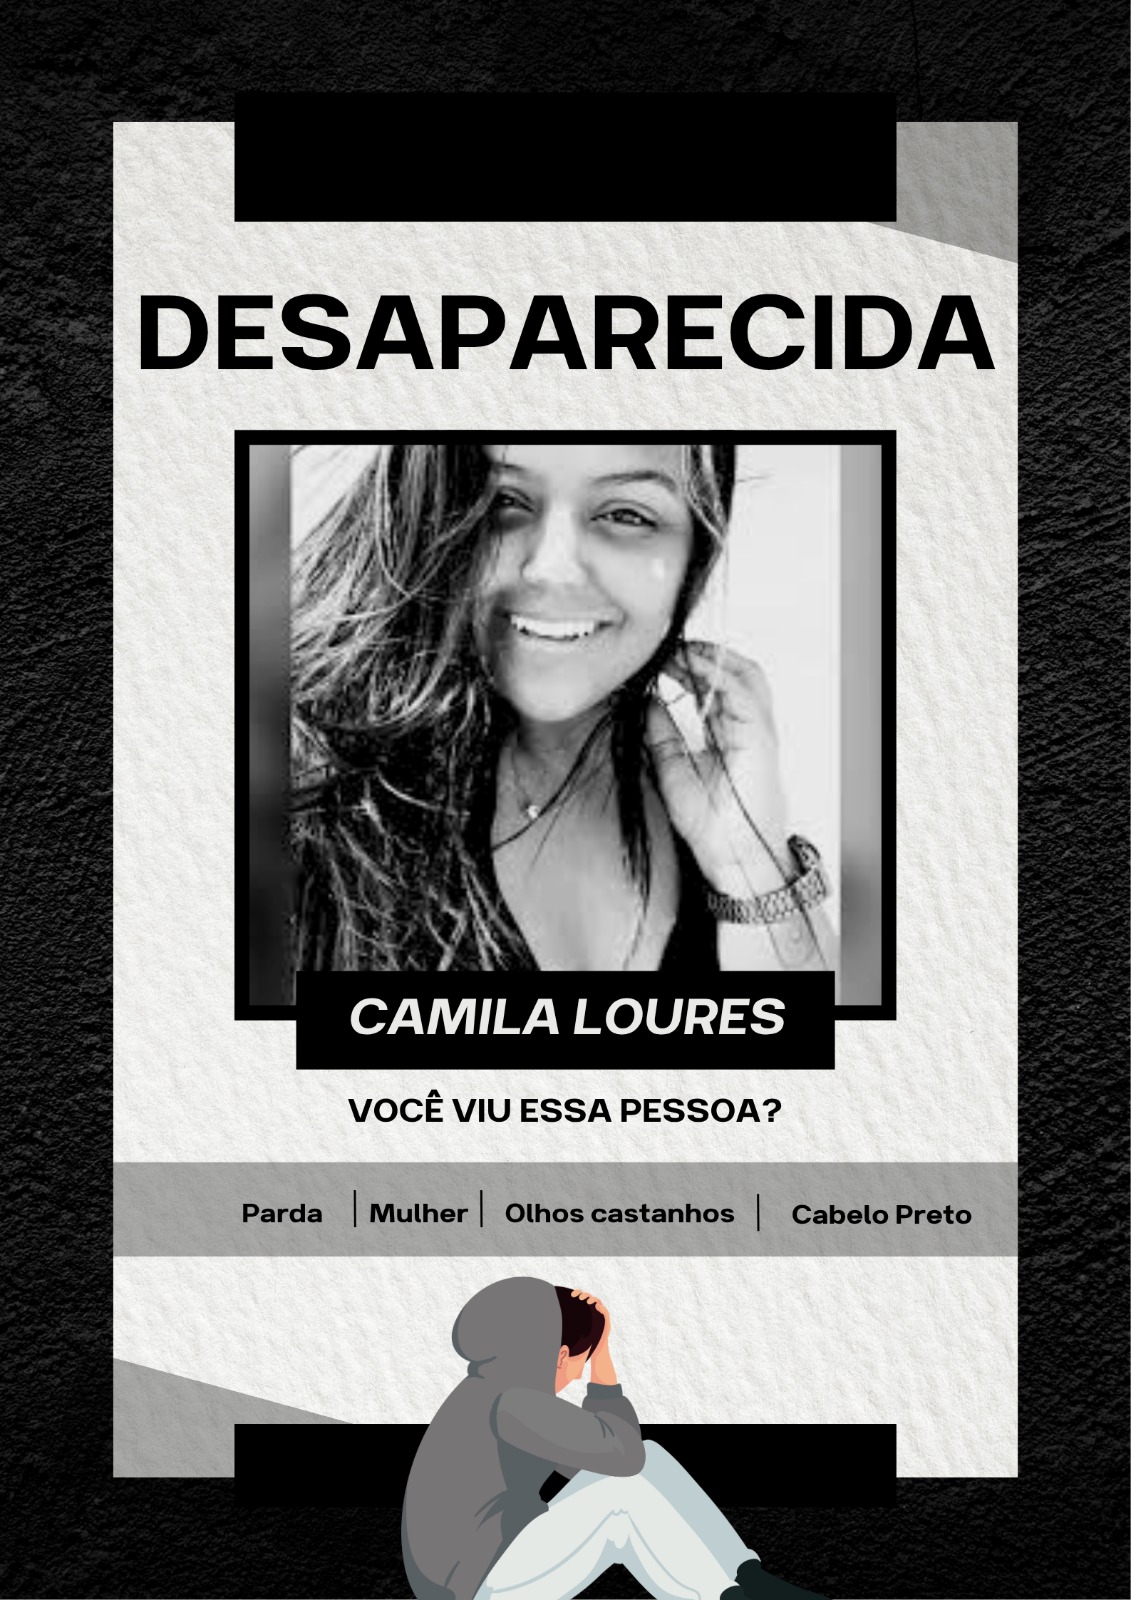 DESAPARECIDA
CAMILA LOURES
VOCÊ VIU ESSA PESSOA?
Parda | Mulher | Olhos castanhos | Cabelo Preto